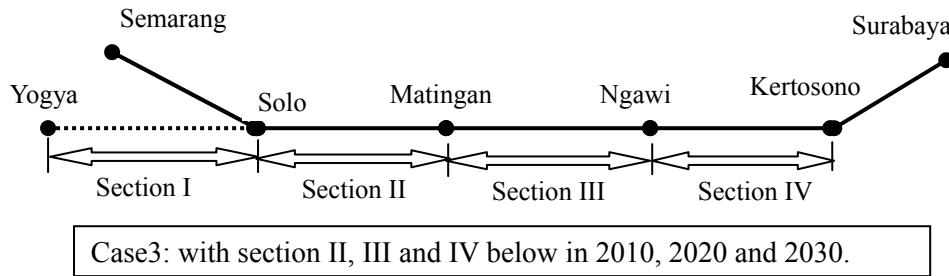 Semarang
Surabaya
Yogya
Solo
Matingan
Ngawi
Kertosono
Section I
Section II
Section III
Section IV
Case3: with section II, III and IV below in 2010, 2020 and 2030.